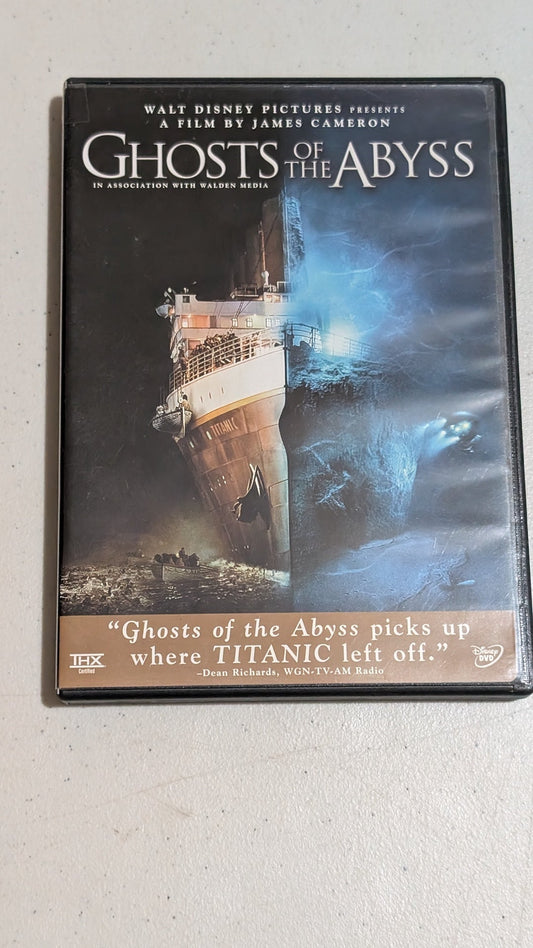 WALT DISNEY PICTURES PRESENTS
A FILM BY JAMES CAMERON
GHOSTS OF THE ABYSS
IN ASSOCIATION WITH WALDEN MEDIA
TITANIC
"Ghosts of the Abyss picks up
where TITANIC left off."
–Dean Richards, WGN-TV-AM Radio
THX
Certified
Disney
DVD